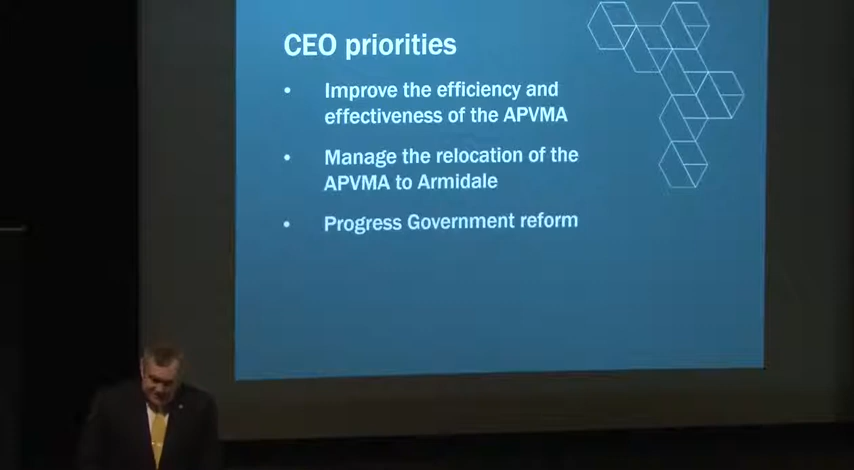 CEO priorities
• Improve the efficiency and
effectiveness of the APVMA
• Manage the relocation of the
APVMA to Armidale
• Progress Government reform